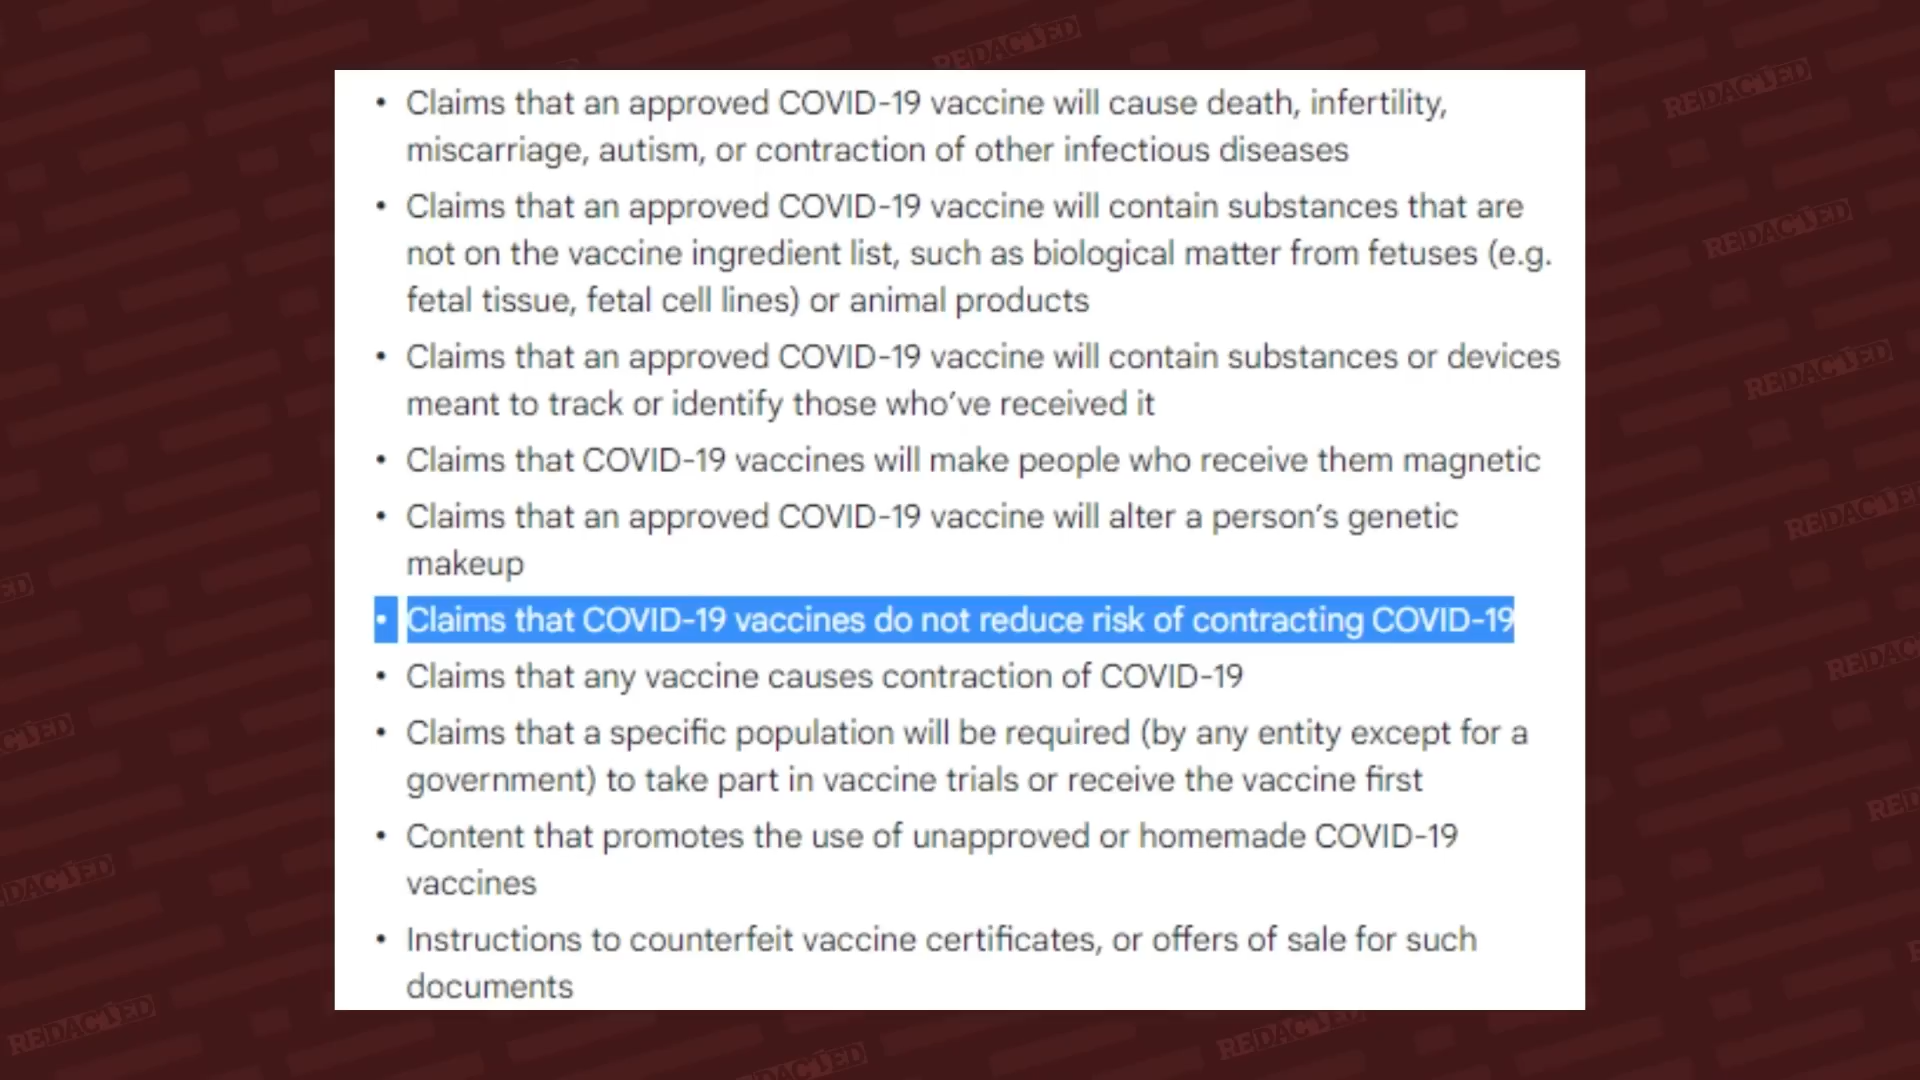 • Claims that an approved COVID-19 vaccine will cause death, infertility,
miscarriage, autism, or contraction of other infectious diseases
• Claims that an approved COVID-19 vaccine will contain substances that are
not on the vaccine ingredient list, such as biological matter from fetuses (e.g.
fetal tissue, fetal cell lines) or animal products
• Claims that an approved COVID-19 vaccine will contain substances or devices
meant to track or identify those who’ve received it
• Claims that COVID-19 vaccines will make people who receive them magnetic
• Claims that an approved COVID-19 vaccine will alter a person’s genetic
makeup
• Claims that COVID-19 vaccines do not reduce risk of contracting COVID-19
• Claims that any vaccine causes contraction of COVID-19
• Claims that a specific population will be required (by any entity except for a
government) to take part in vaccine trials or receive the vaccine first
• Content that promotes the use of unapproved or homemade COVID-19
vaccines
• Instructions to counterfeit vaccine certificates, or offers of sale for such
documents
REDACTED
REDACTED
REDACTED
REDACTED
REDACTED
REDACTED